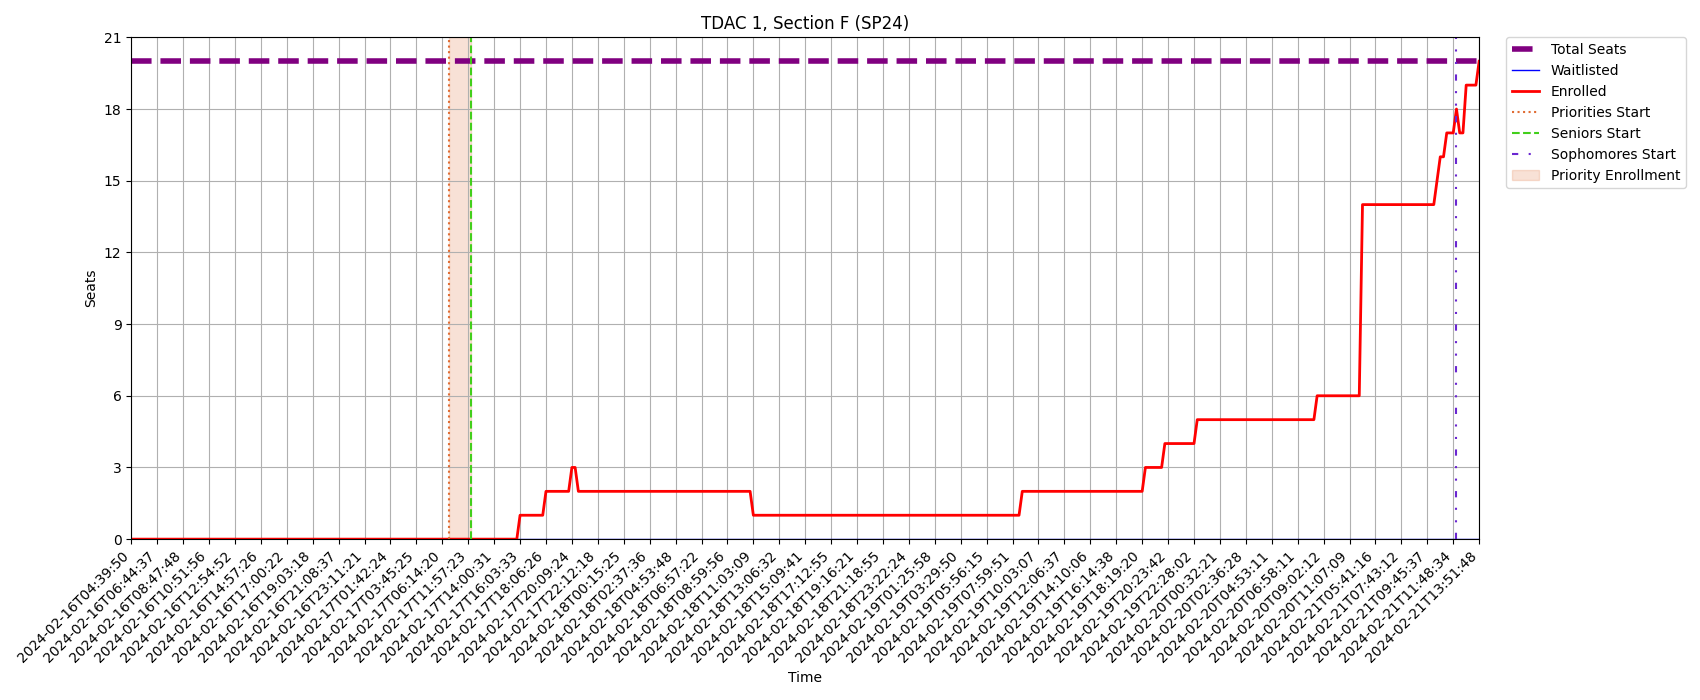 TDAC 1, Section F (SP24)
21
18
15
12
9
6
3
0
Seats
Total Seats
Waitlisted
Enrolled
Priorities Start
Seniors Start
Sophomores Start
Priority Enrollment
2024-02-16T04:39:50
2024-02-16T06:44:37
2024-02-16T08:47:48
2024-02-16T10:51:56
2024-02-16T12:54:52
2024-02-16T14:57:26
2024-02-16T17:00:22
2024-02-16T19:03:18
2024-02-16T21:08:37
2024-02-16T23:11:21
2024-02-17T01:42:24
2024-02-17T03:45:25
2024-02-17T06:14:20
2024-02-17T11:57:23
2024-02-17T14:00:31
2024-02-17T16:03:33
2024-02-17T18:06:26
2024-02-17T20:09:24
2024-02-17T22:12:18
2024-02-18T00:15:25
2024-02-18T02:37:36
2024-02-18T04:53:48
2024-02-18T06:57:22
2024-02-18T08:59:56
2024-02-18T11:03:09
2024-02-18T13:06:32
2024-02-18T15:09:41
2024-02-18T17:12:55
2024-02-18T19:16:21
2024-02-18T21:18:55
2024-02-18T23:22:24
2024-02-19T01:25:58
2024-02-19T03:29:50
2024-02-19T05:56:15
2024-02-19T07:59:51
2024-02-19T10:03:07
2024-02-19T12:06:37
2024-02-19T14:10:06
2024-02-19T16:14:38
2024-02-19T18:19:20
2024-02-19T20:23:42
2024-02-19T22:28:02
2024-02-20T00:32:21
2024-02-20T02:36:28
2024-02-20T04:53:11
2024-02-20T06:58:11
2024-02-20T09:02:12
2024-02-20T11:07:09
2024-02-21T05:41:16
2024-02-21T07:43:12
2024-02-21T09:45:37
2024-02-21T11:48:34
2024-02-21T13:51:48
Time